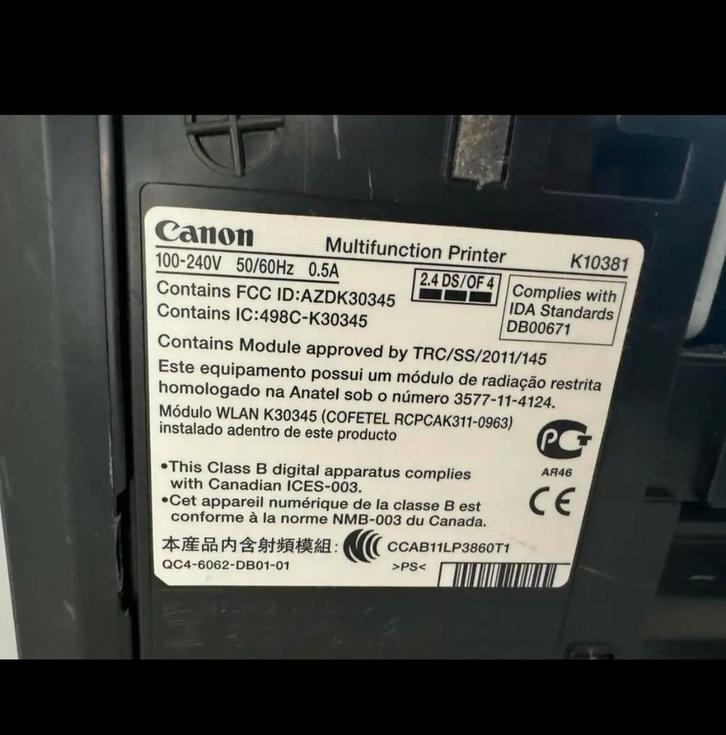 Canon Multifunction Printer K10381
100-240V 50/60Hz 0.5A
2.4 DS/OF 4
Contains FCC ID:AZDK30345
Contains IC:498C-K30345
Complies with
IDA Standards
DB00671
Contains Module approved by TRC/SS/2011/145
Este equipamento possui um módulo de radiação restrita
homologado na Anatel sob o número 3577-11-4124.
Módulo WLAN K30345 (COFETEL RCPCAK311-0963)
instalado adentro de este producto
PCT
АЯ46
•This Class B digital apparatus complies
with Canadian ICES-003.
CE
•Cet appareil numérique de la classe B est
conforme à la norme NMB-003 du Canada.
本産品内含射頻模組: CCAB11LP3860T1
QC4-6062-DB01-01 >PS<